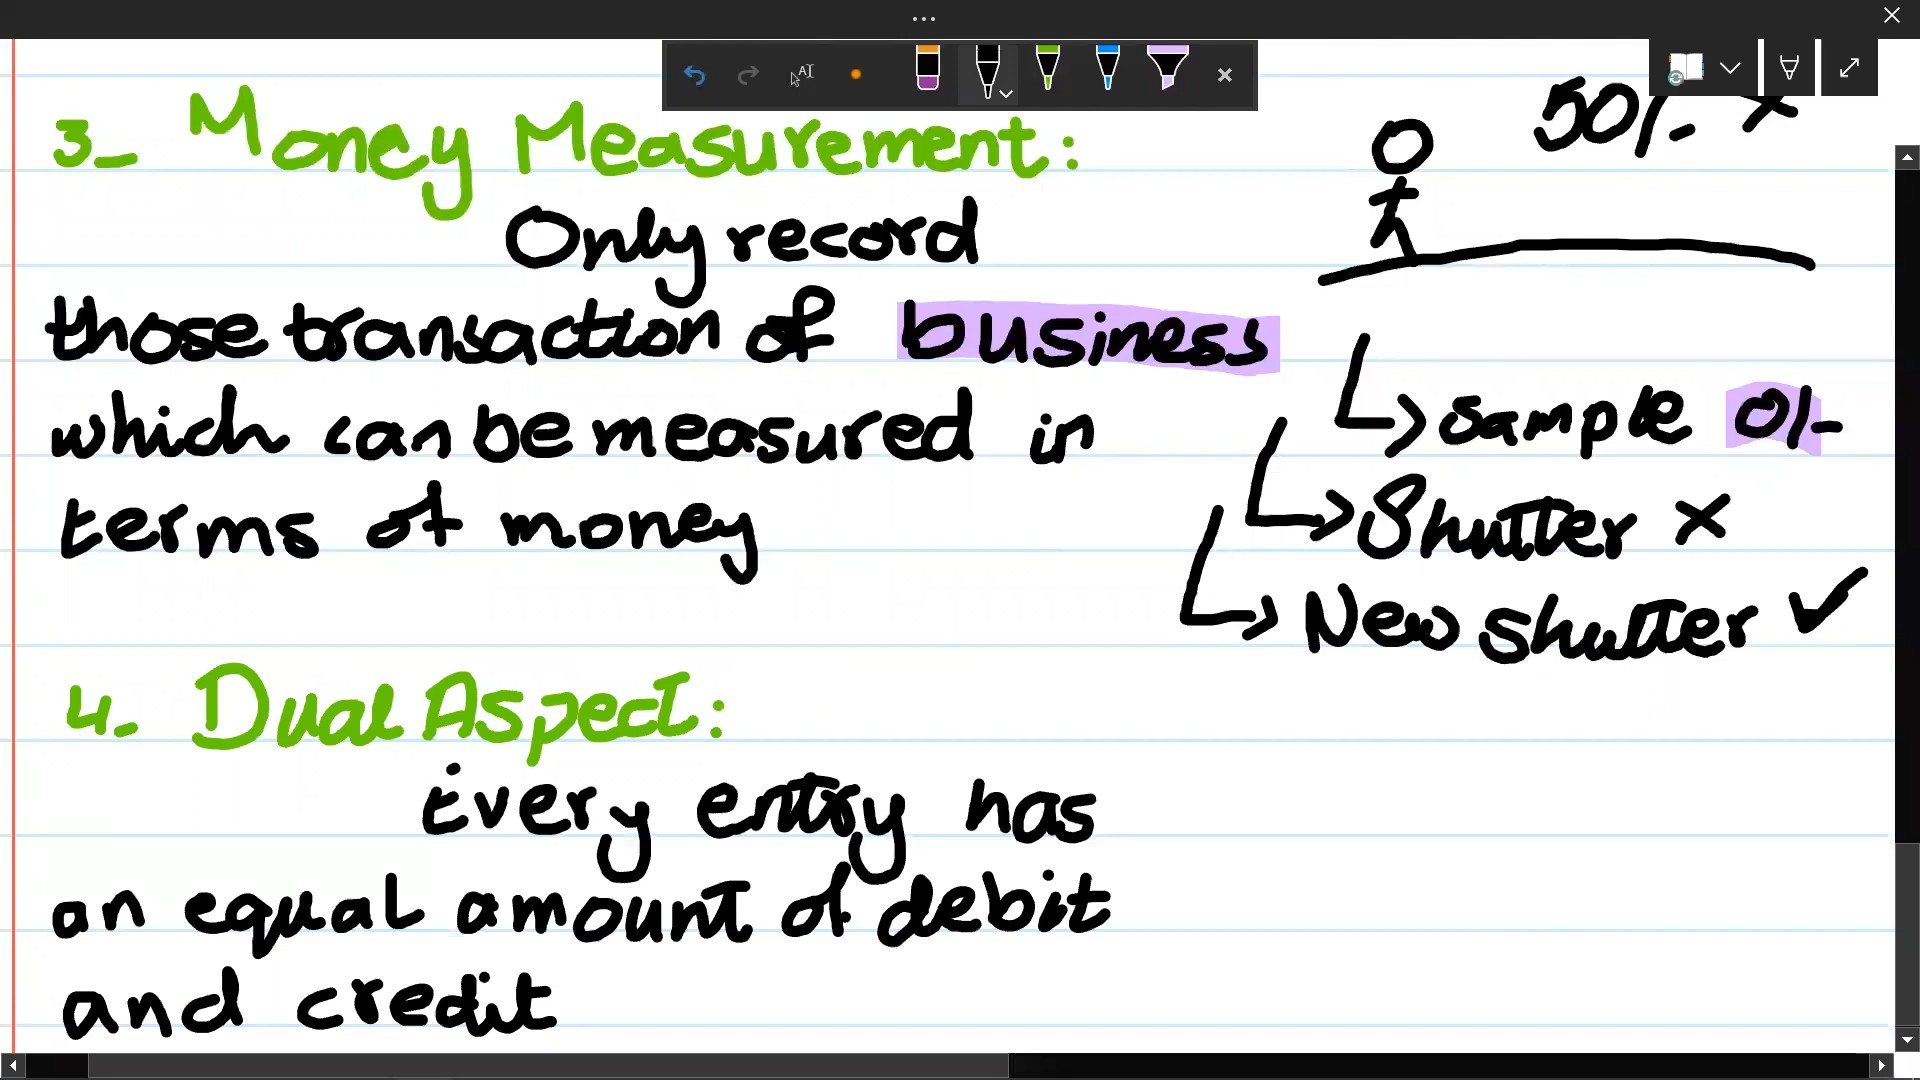 3- Money Measurement:
Only record
those transaction of business
which can be measured in
terms of money
50/- x
sample 0/-
Shutter x
New shutter ✓
4- Dual Aspect:
Every entry has
an equal amount of debit
and credit